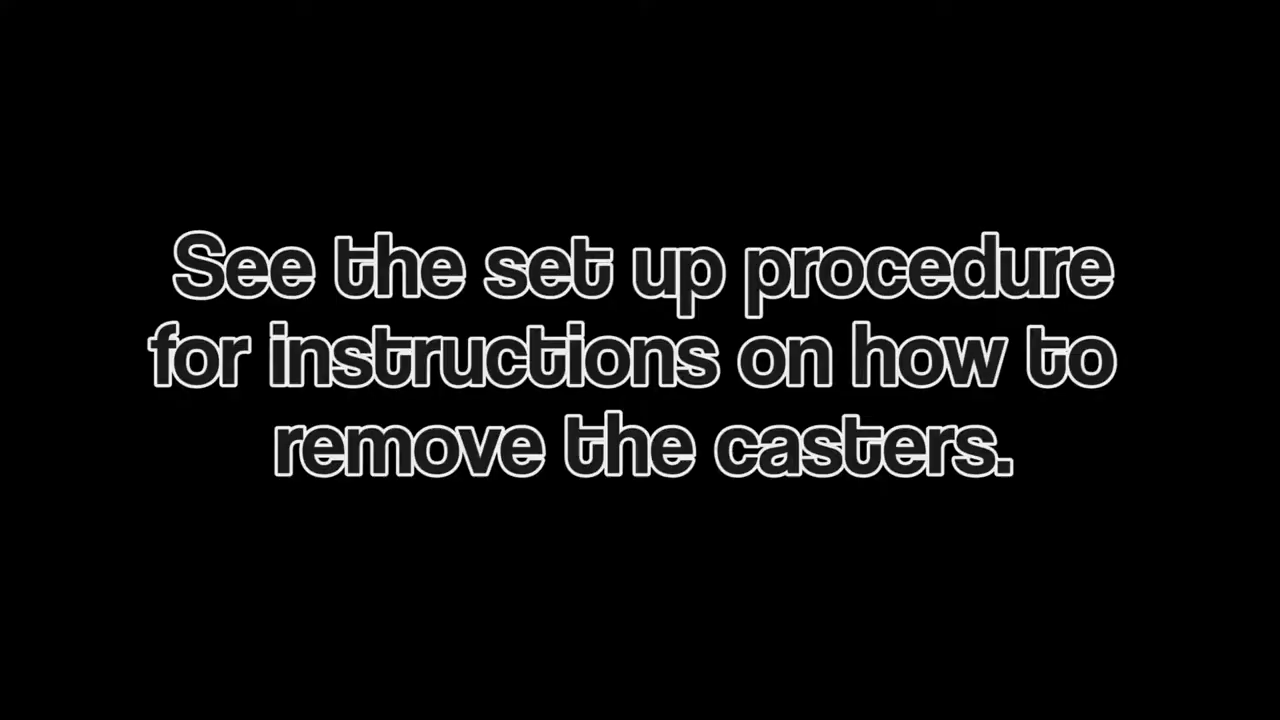 See the set up procedure
for instructions on how to
remove the casters.